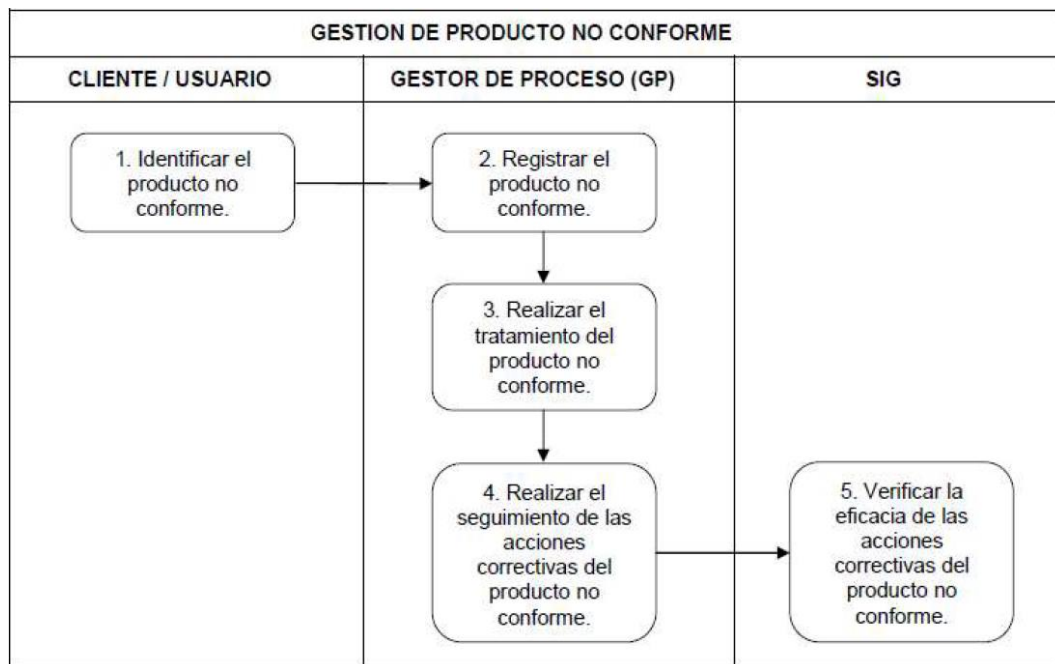 GESTION DE PRODUCTO NO CONFORME
CLIENTE / USUARIO
GESTOR DE PROCESO (GP)
SIG
1. Identificar el
producto no
conforme.
2. Registrar el
producto no
conforme.
3. Realizar el
tratamiento del
producto no
conforme.
4. Realizar el
seguimiento de las
acciones
correctivas del
producto no
conforme.
5. Verificar la
eficacia de las
acciones
correctivas del
producto no
conforme.